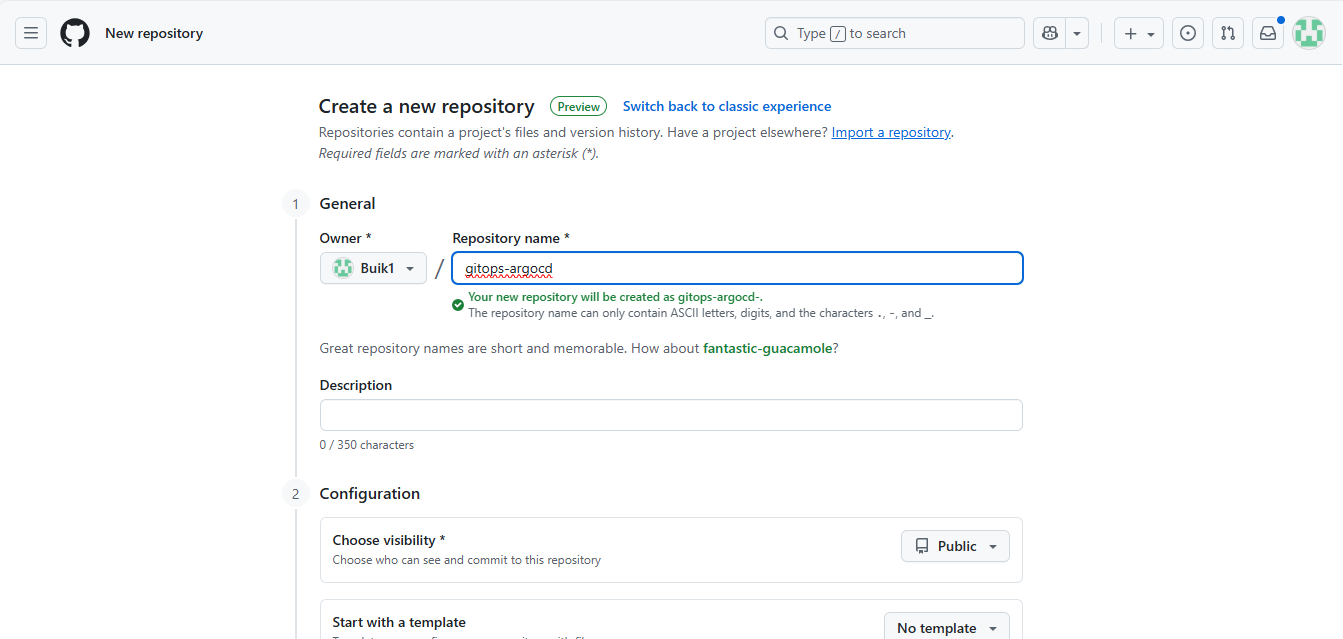 New repository
Type / to search
Create a new repository Preview Switch back to classic experience
Repositories contain a project's files and version history. Have a project elsewhere? Import a repository.
Required fields are marked with an asterisk (*).
1 General
Owner * Repository name *
Buik1 / gitops-argocd
Your new repository will be created as gitops-argocd-.
The repository name can only contain ASCII letters, digits, and the characters ., -, and _.
Great repository names are short and memorable. How about fantastic-guacamole?
Description
0 / 350 characters
2 Configuration
Choose visibility *
Choose who can see and commit to this repository
Public
Start with a template
No template